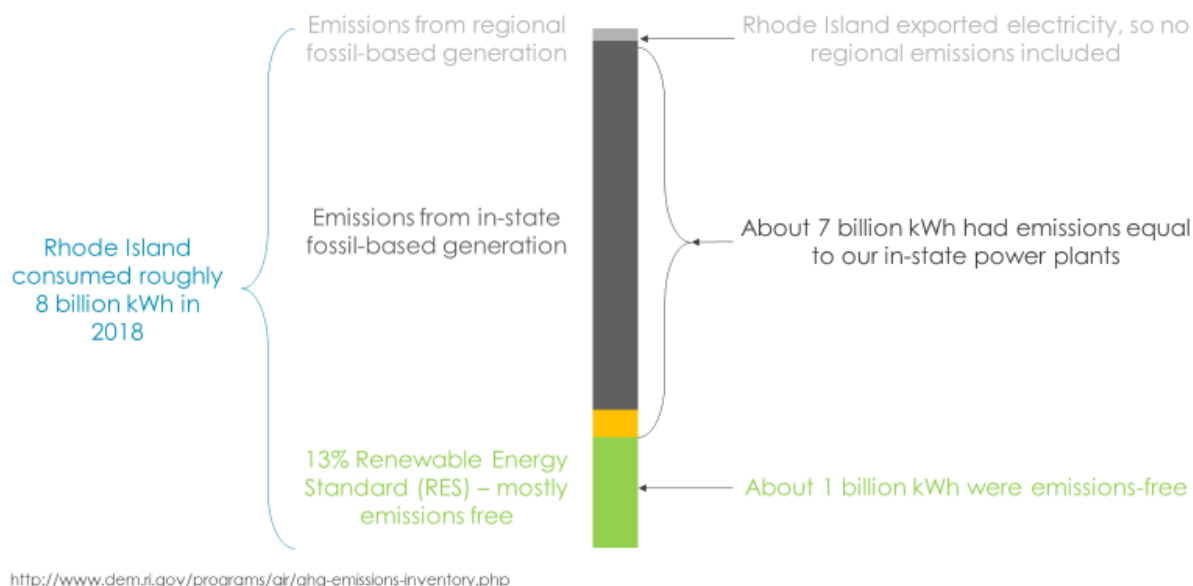 Emissions from regional
fossil-based generation
Rhode Island exported electricity, so no
regional emissions included
Emissions from in-state
fossil-based generation
About 7 billion kWh had emissions equal
to our in-state power plants
Rhode Island
consumed roughly
8 billion kWh in
2018
13% Renewable Energy
Standard (RES) – mostly
emissions free
About 1 billion kWh were emissions-free
http://www.dem.ri.gov/programs/air/ghg-emissions-inventory.php